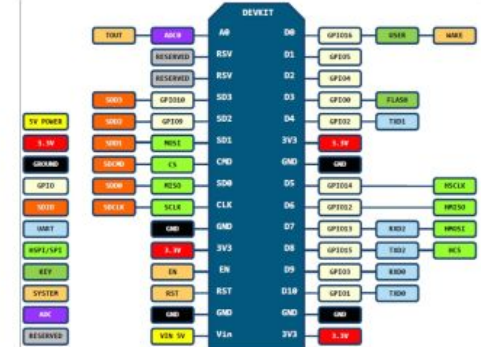 DEVKIT
TOUT ADC0 A0 D0 GPIO16 USER WAKE
RESERVED RSV D1 GPIO5
RESERVED RSV D2 GPIO4
SDD3 GPIO10 SD3 D3 GPIO0 FLASH
5V POWER SDD2 GPIO9 SD2 D4 GPIO2 TXD1
3.3V SDD1 MOSI SD1 3V3 3.3V
GROUND SDCMD CS CMD GND GND
GPIO SDD0 MISO SD0 D5 GPIO14 HSCLK
SDIO SDCLK SCLK CLK D6 GPIO12 HMISO
UART GND GND D7 GPIO13 RXD2 HMOSI
HSPI/SPI 3.3V 3V3 D8 GPIO15 TXD2 HCS
KEY EN EN D9 GPIO3 RXD0
SYSTEM RST RST D10 GPIO1 TXD0
ADC GND GND GND GND
RESERVED VIN 5V Vin 3V3 3.3V